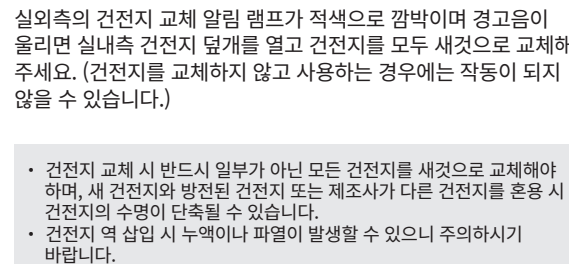 실외측의 건전지 교체 알림 램프가 적색으로 깜박이며 경고음이
울리면 실내측 건전지 덮개를 열고 건전지를 모두 새것으로 교체해
주세요. (건전지를 교체하지 않고 사용하는 경우에는 작동이 되지
않을 수 있습니다.)
• 건전지 교체 시 반드시 일부가 아닌 모든 건전지를 새것으로 교체해야
하며, 새 건전지와 방전된 건전지 또는 제조사가 다른 건전지를 혼용 시
건전지의 수명이 단축될 수 있습니다.
• 건전지 역 삽입 시 누액이나 파열이 발생할 수 있으니 주의하시기
바랍니다.